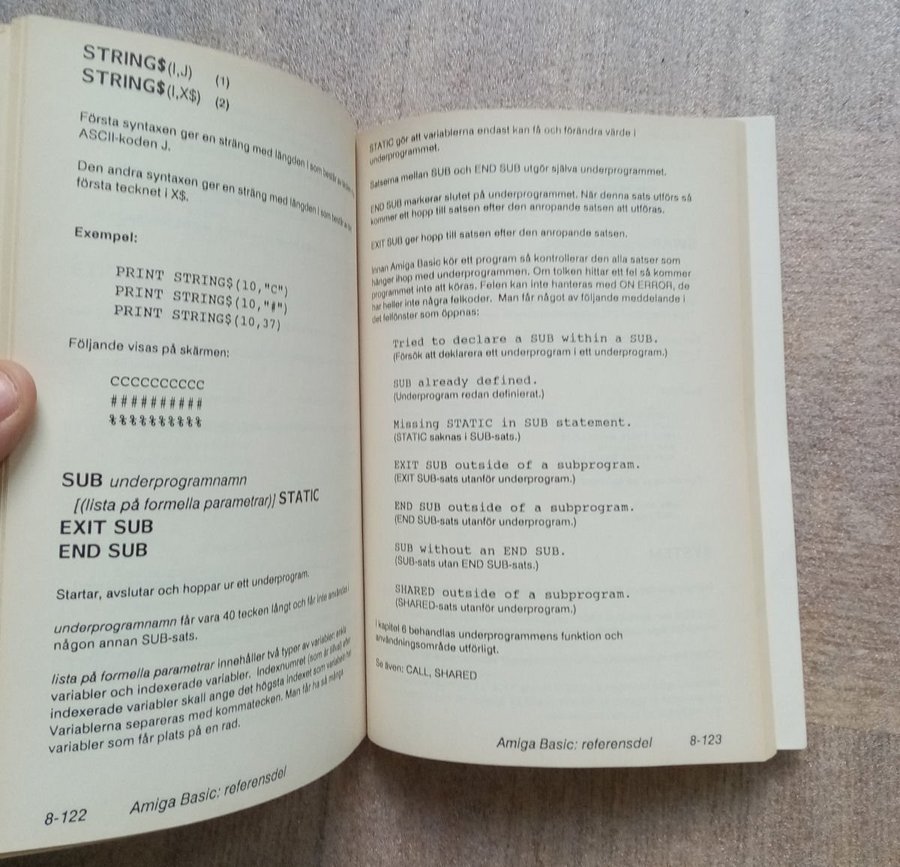 STRING$(I,J) (1)
STRING$(I,X$) (2)
Första syntaxen ger en sträng med längden I som består av
ASCII-koden J.
Den andra syntaxen ger en sträng med längden I som består av
första tecknet i X$.
Exempel:
PRINT STRING$(10,"C")
PRINT STRING$(10,"#")
PRINT STRING$(10,37)
Följande visas på skärmen:
CCCCCCCCCC
##########
%%%%%%%%%%
SUB underprogramnamn
[(lista på formella parametrar)] STATIC
EXIT SUB
END SUB
Startar, avslutar och hoppar ur ett underprogram.
underprogramnamn får vara 40 tecken långt och får inte användas i
någon annan SUB-sats.
lista på formella parametrar innehåller två typer av variabler: enkla
variabler och indexerade variabler. Indexnumret (som är tillval) efter
indexerade variabler skall ange det högsta indexet som variabeln har.
Variablerna separeras med kommatecken. Man får ha så många
variabler som får plats på en rad.
8-122 Amiga Basic: referensdel
STATIC gör att variablerna endast kan få och förändra värde i
underprogrammet.
Satserna mellan SUB och END SUB utgör själva underprogrammet.
END SUB markerar slutet på underprogrammet. När denna sats utförs så
kommer ett hopp till satsen efter den anropande satsen att utföras.
EXIT SUB ger hopp till satsen efter den anropande satsen.
Innan Amiga Basic kör ett program så kontrollerar den alla satser som
hänger ihop med underprogrammen. Om tolken hittar ett fel så kommer
programmet inte att köras. Felen kan inte hanteras med ON ERROR, de
har heller inte några felkoder. Man får något av följande meddelande i
det felfönster som öppnas:
Tried to declare a SUB within a SUB.
(Försök att deklarera ett underprogram i ett underprogram.)
SUB already defined.
(Underprogram redan definierat.)
Missing STATIC in SUB statement.
(STATIC saknas i SUB-sats.)
EXIT SUB outside of a subprogram.
(EXIT SUB-sats utanför underprogram.)
END SUB outside of a subprogram.
(END SUB-sats utanför underprogram.)
SUB without an END SUB.
(SUB-sats utan END SUB-sats.)
SHARED outside of a subprogram.
(SHARED-sats utanför underprogram.)
I kapitel 6 behandlas underprogrammens funktion och
användningsområde utförligt.
Se även: CALL, SHARED
Amiga Basic: referensdel 8-123